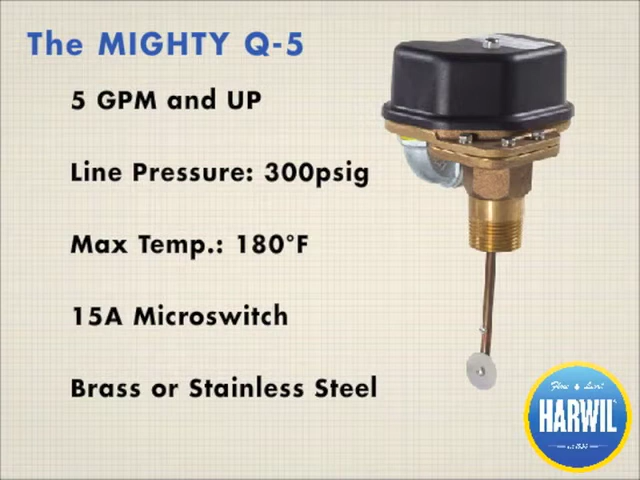 The MIGHTY Q-5
5 GPM and UP
Line Pressure: 300psig
Max Temp.: 180°F
15A Microswitch
Brass or Stainless Steel
HARWIL